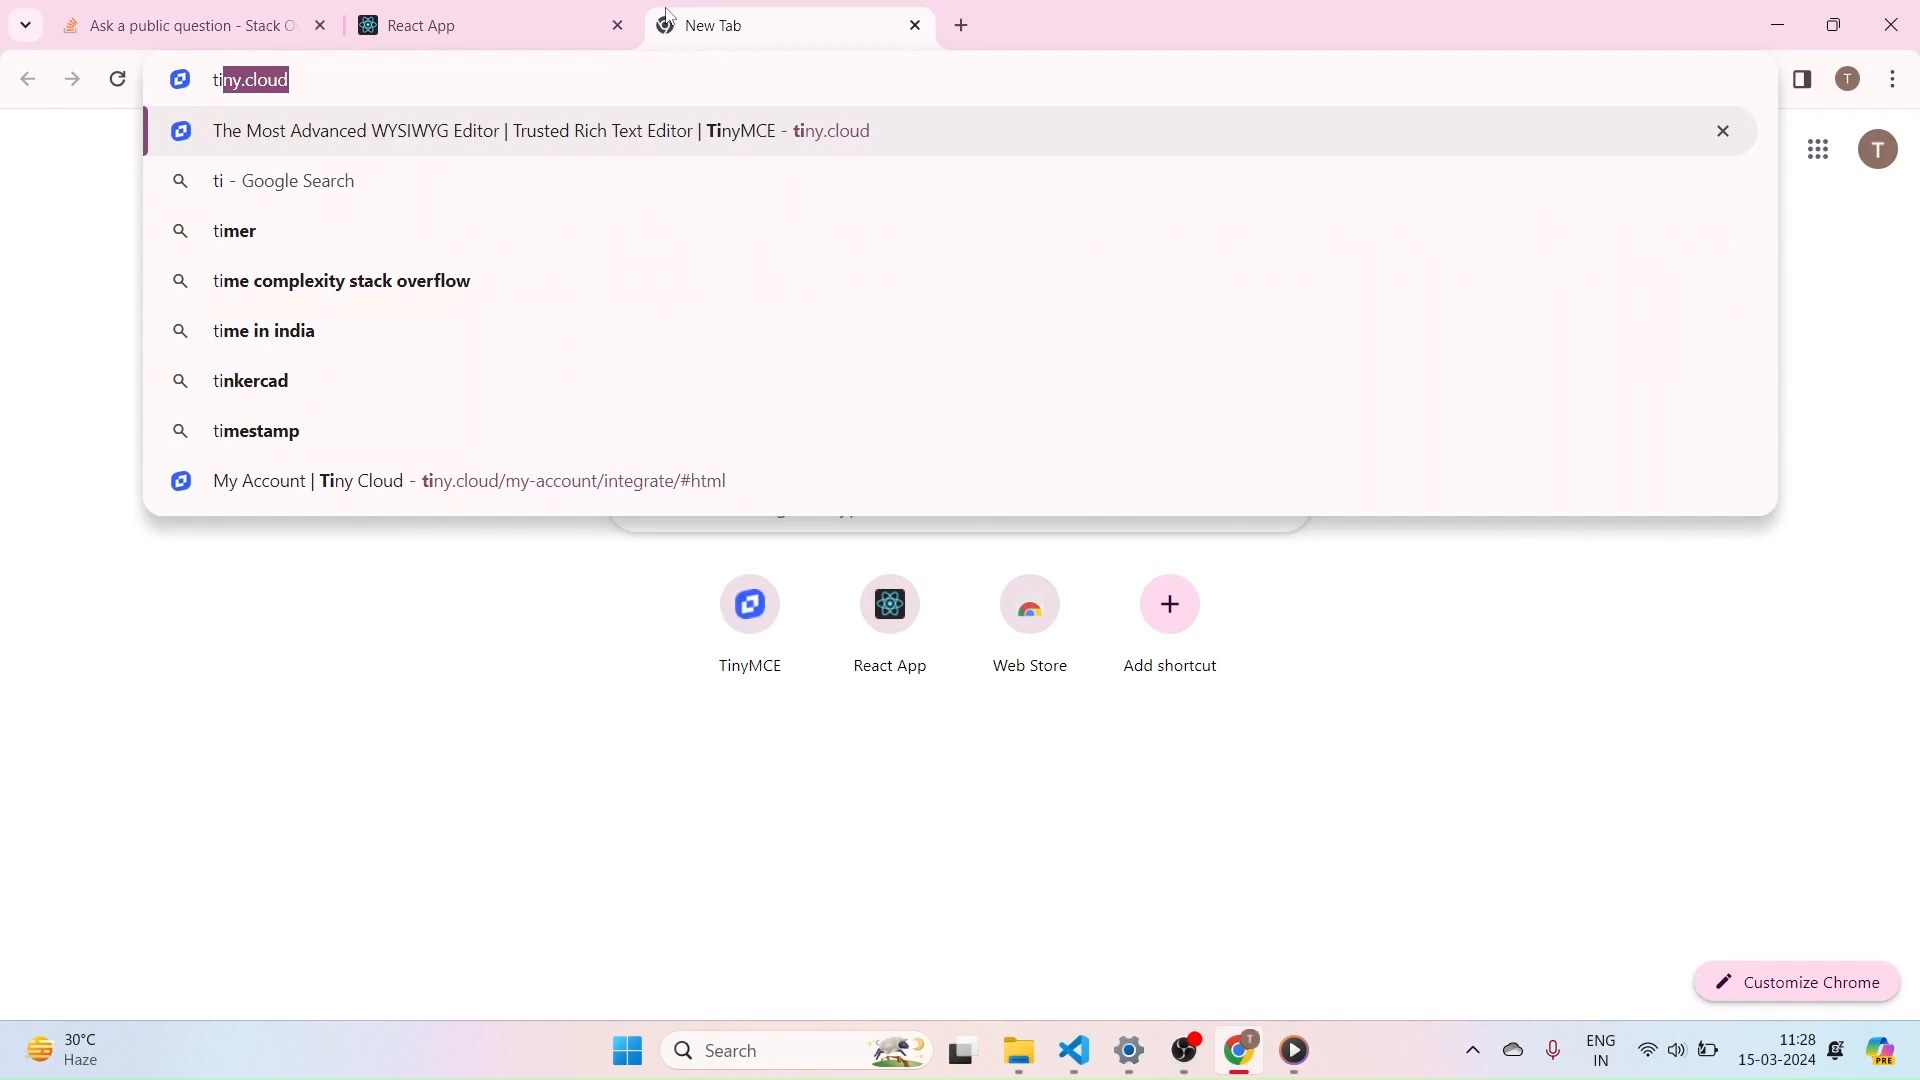 Ask a public question - Stack O
React App
New Tab
tiny.cloud
T
The Most Advanced WYSIWYG Editor | Trusted Rich Text Editor | TinyMCE - tiny.cloud
T
ti - Google Search
timer
time complexity stack overflow
time in india
tinkercad
timestamp
My Account | Tiny Cloud - tiny.cloud/my-account/integrate/#html
TinyMCE
React App
Web Store
Add shortcut
Customize Chrome
30°C
Haze
Search
T
ENG
IN
11:28
15-03-2024
PRE